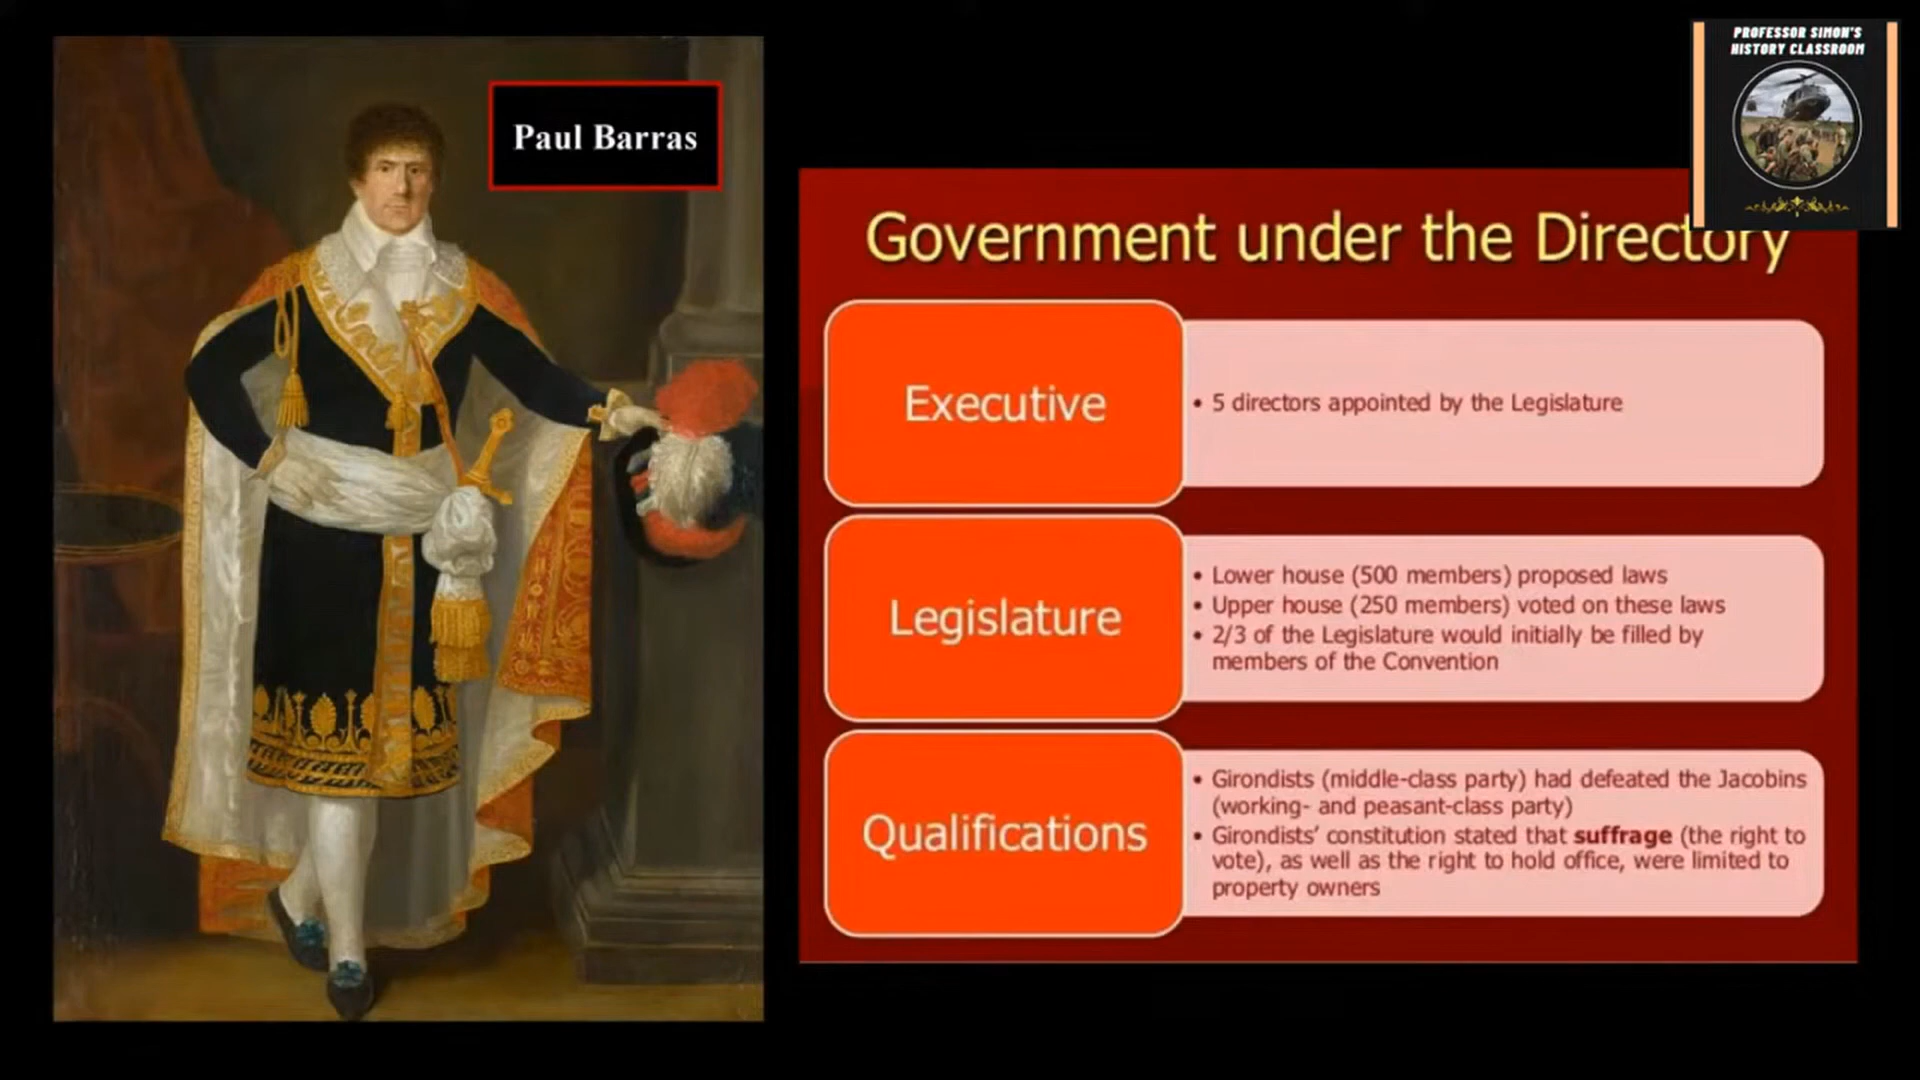 PROFESSOR SIMON'S
HISTORY CLASSROOM
Paul Barras
Government under the Directory
Executive
• 5 directors appointed by the Legislature
Legislature
• Lower house (500 members) proposed laws
• Upper house (250 members) voted on these laws
• 2/3 of the Legislature would initially be filled by
members of the Convention
Qualifications
• Girondists (middle-class party) had defeated the Jacobins
(working- and peasant-class party)
• Girondists' constitution stated that suffrage (the right to
vote), as well as the right to hold office, were limited to
property owners